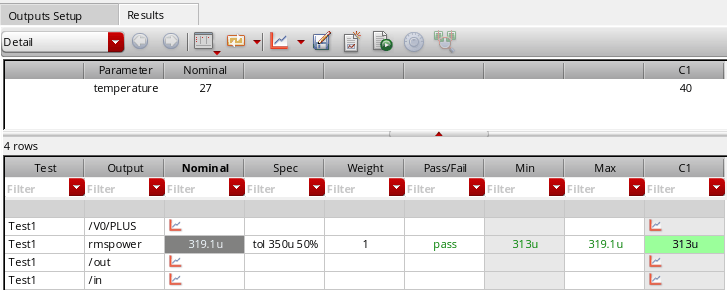 Outputs Setup Results
Detail
Parameter Nominal C1
temperature 27 40
4 rows
Test Output Nominal Spec Weight Pass/Fail Min Max C1
Filter Filter Filter Filter Filter Filter Filter Filter Filter
Test1 /V0/PLUS
Test1 rmspower 319.1u tol 350u 50% 1 pass 313u 319.1u 313u
Test1 /out
Test1 /in